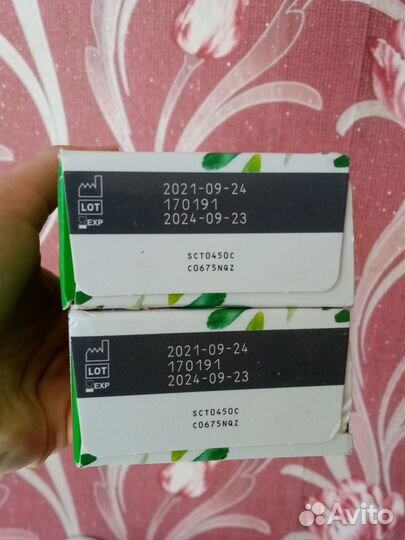 2021-09-24
LOT 170191
EXP 2024-09-23
SCT0450C
C0675NQZ
2021-09-24
LOT 170191
EXP 2024-09-23
SCT0450C
C0675NQZ
Avito